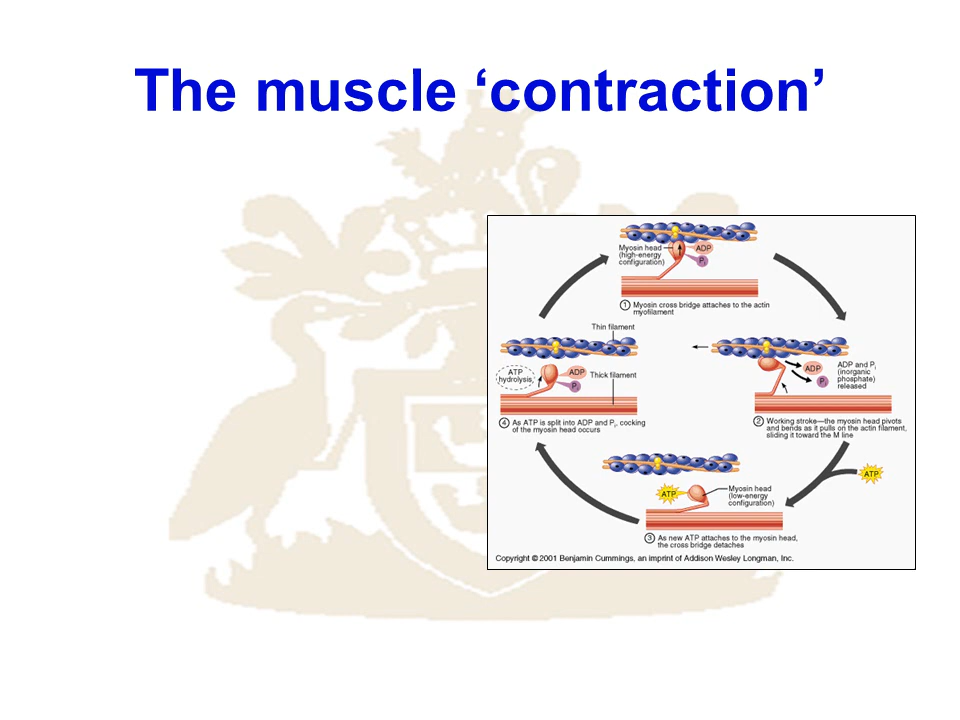 The muscle ‘contraction’
Myosin head
(high-energy
configuration)
ADP
Pi
1 Myosin cross bridge attaches to the actin
myofilament
Thin filament
ATP
hydrolysis
ADP
Pi
Thick filament
4 As ATP is split into ADP and Pi, cocking
of the myosin head occurs
ADP
Pi
ADP and Pi
(inorganic
phosphate)
released
2 Working stroke—the myosin head pivots
and bends as it pulls on the actin filament,
sliding it toward the M line
ATP
ATP
Myosin head
(low-energy
configuration)
3 As new ATP attaches to the myosin head,
the cross bridge detaches
Copyright © 2001 Benjamin Cummings, an imprint of Addison Wesley Longman, Inc.